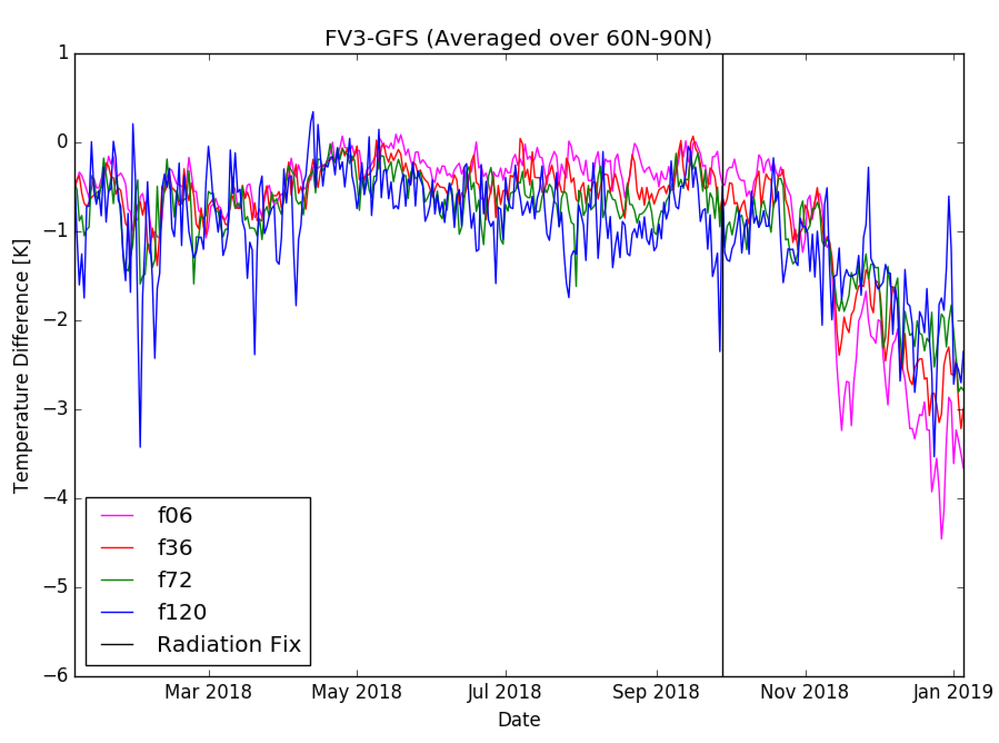 FV3-GFS (Averaged over 60N-90N)
1
0
−1
−2
−3
−4
−5
−6
Temperature Difference [K]
f06
f36
f72
f120
Radiation Fix
Mar 2018 May 2018 Jul 2018 Sep 2018 Nov 2018 Jan 2019
Date